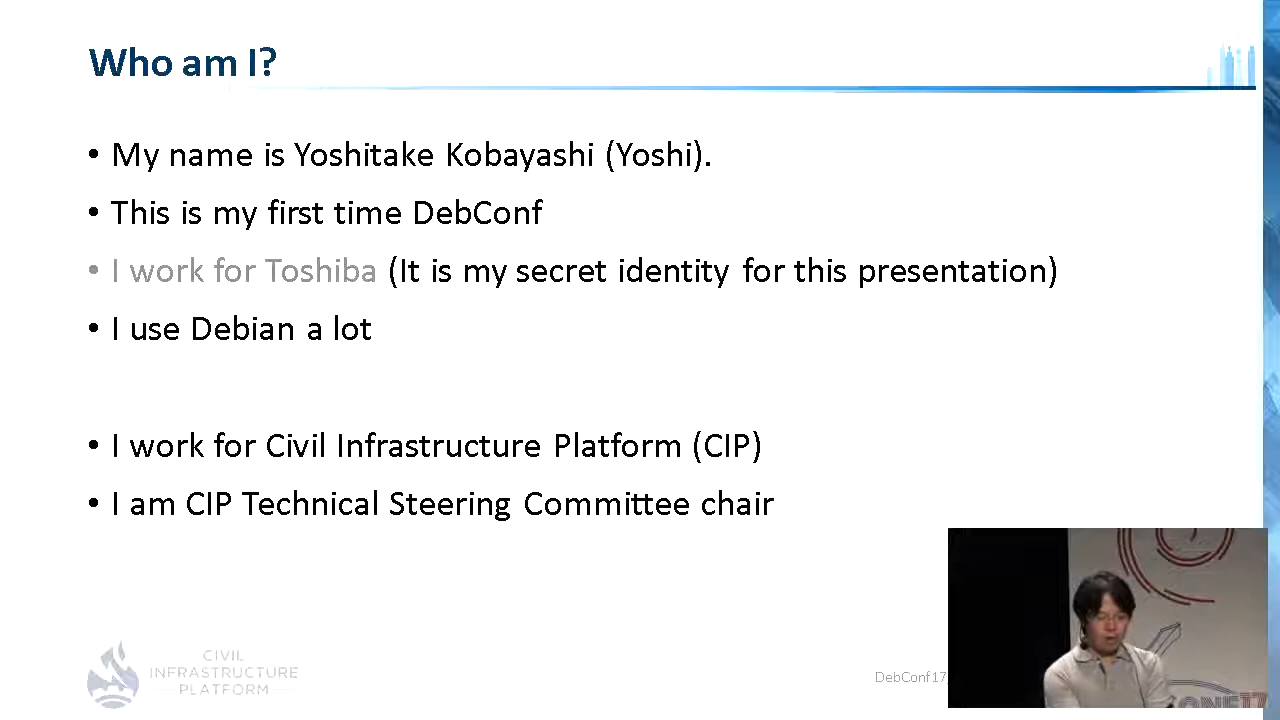 Who am I?
• My name is Yoshitake Kobayashi (Yoshi).
• This is my first time DebConf
• I work for Toshiba (It is my secret identity for this presentation)
• I use Debian a lot
• I work for Civil Infrastructure Platform (CIP)
• I am CIP Technical Steering Committee chair
CIVIL
INFRASTRUCTURE
PLATFORM
DebConf17
CONF17